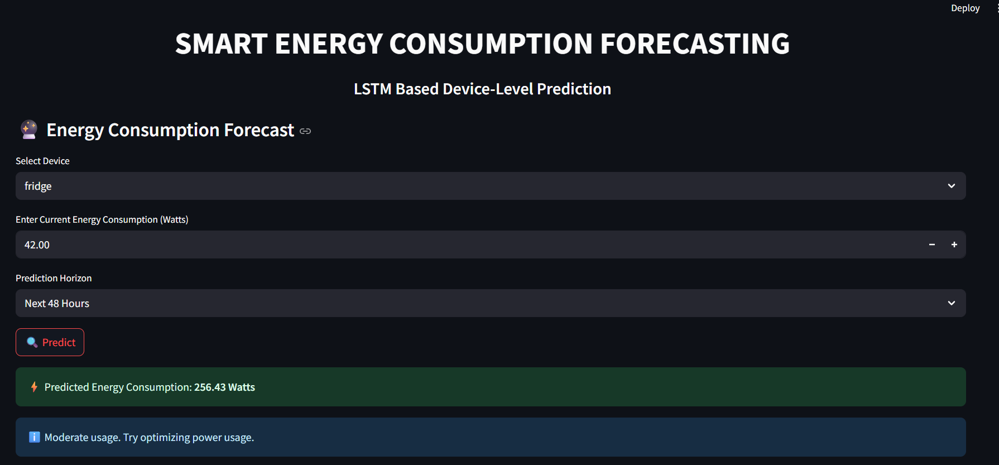 Deploy
SMART ENERGY CONSUMPTION FORECASTING
LSTM Based Device-Level Prediction
Energy Consumption Forecast
Select Device
fridge
Enter Current Energy Consumption (Watts)
42.00
Prediction Horizon
Next 48 Hours
Predict
Predicted Energy Consumption: 256.43 Watts
Moderate usage. Try optimizing power usage.